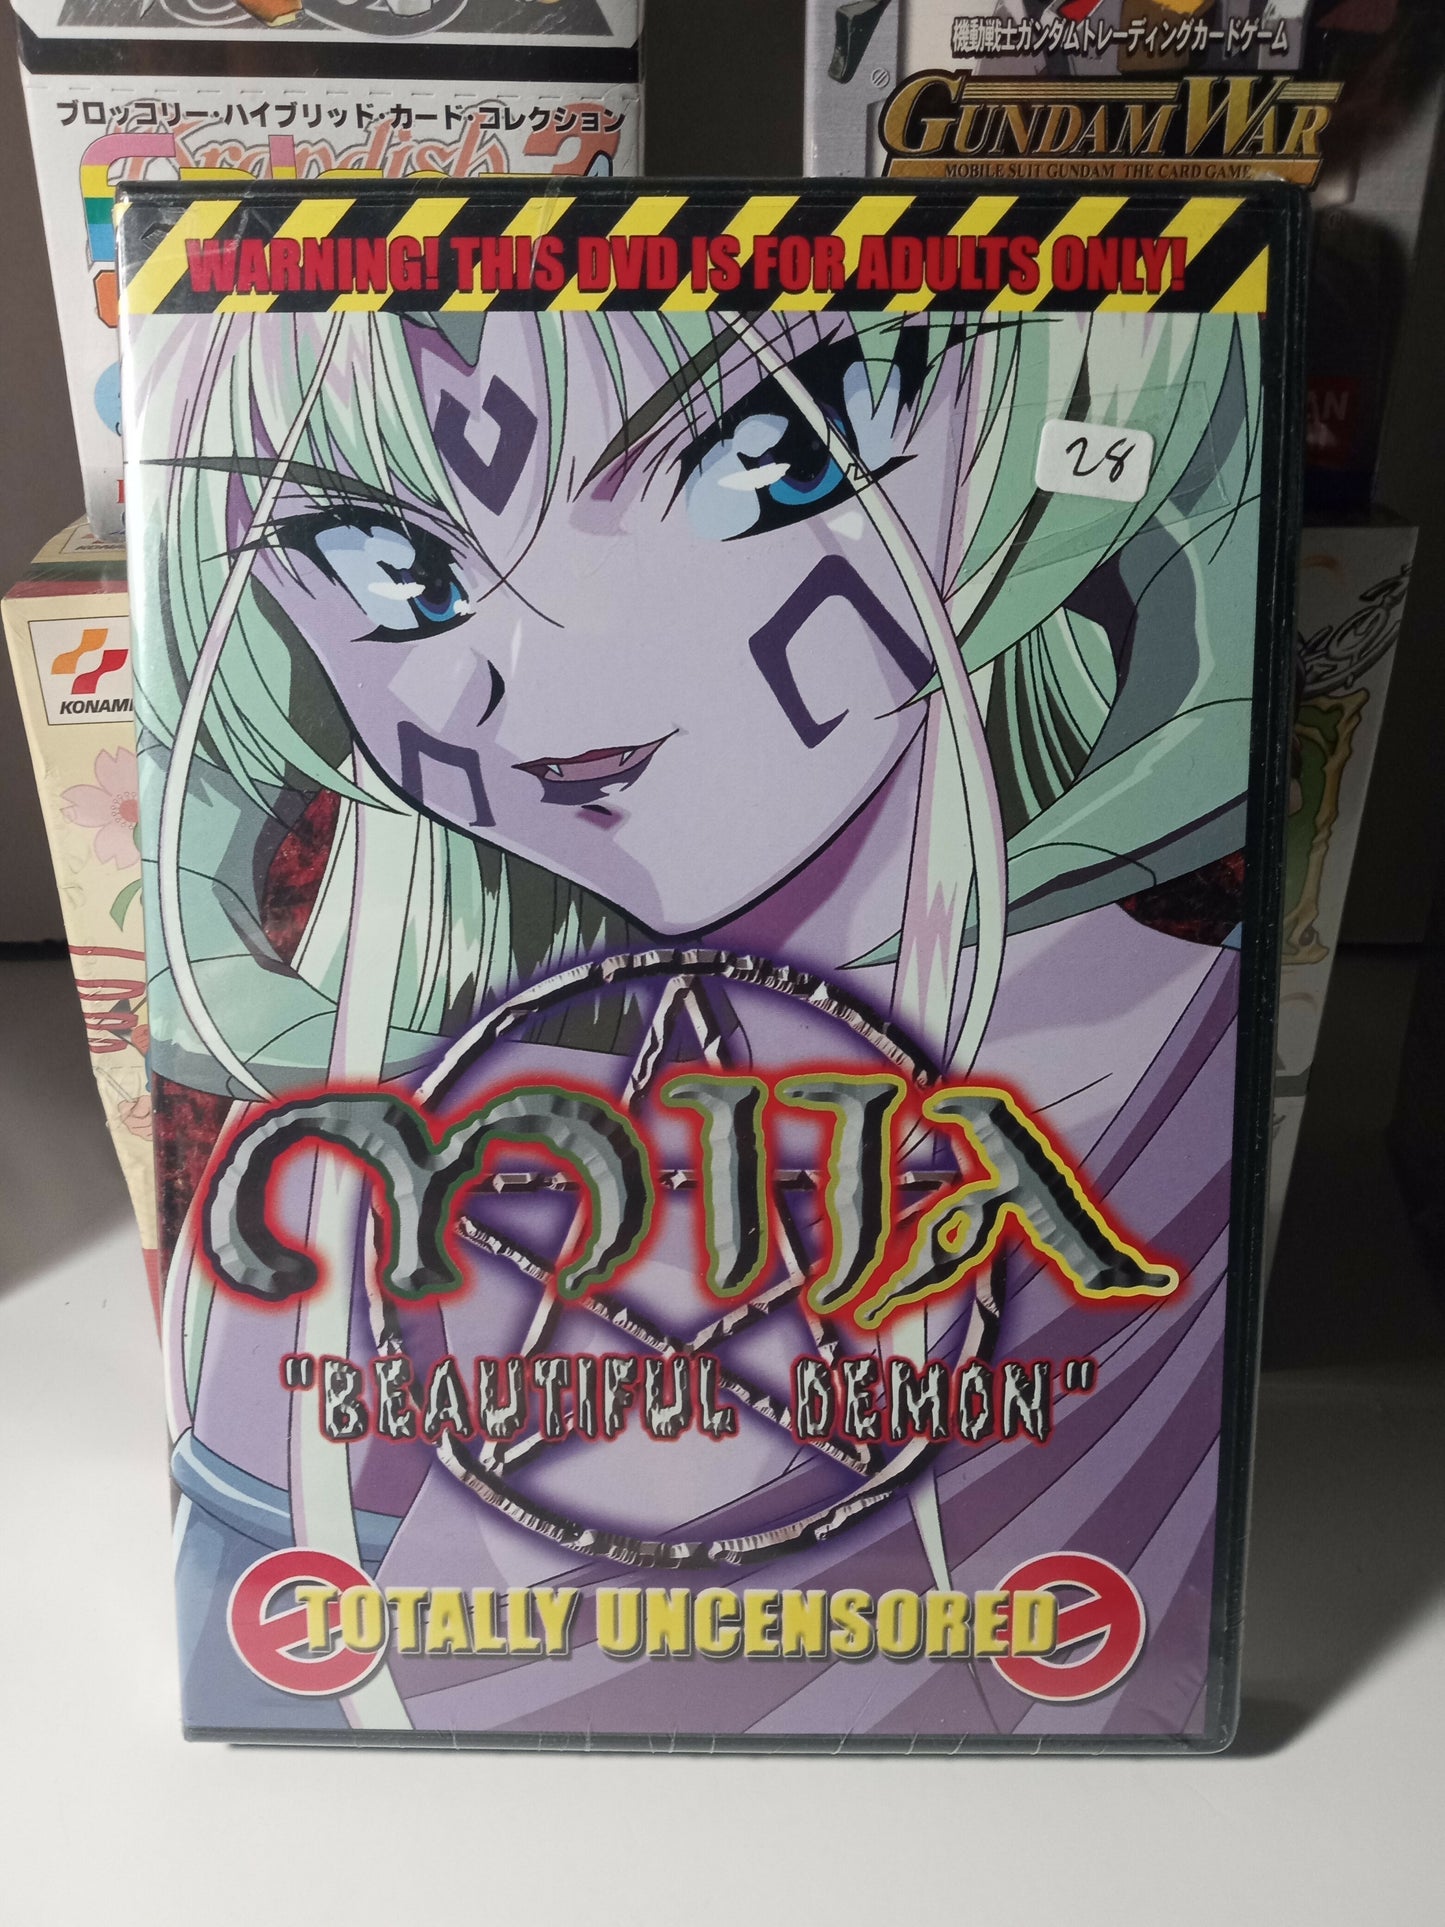 機動戦士ガンダムトレーディングカードゲーム
GUNDAM WAR
MOBILE SUIT GUNDAM THE CARD GAME
ブロッコリー・ハイブリッド・カード・コレクション
WARNING! THIS DVD IS FOR ADULTS ONLY!
28
KONAMI
MIIA
"BEAUTIFUL DEMON"
TOTALLY UNCENSORED